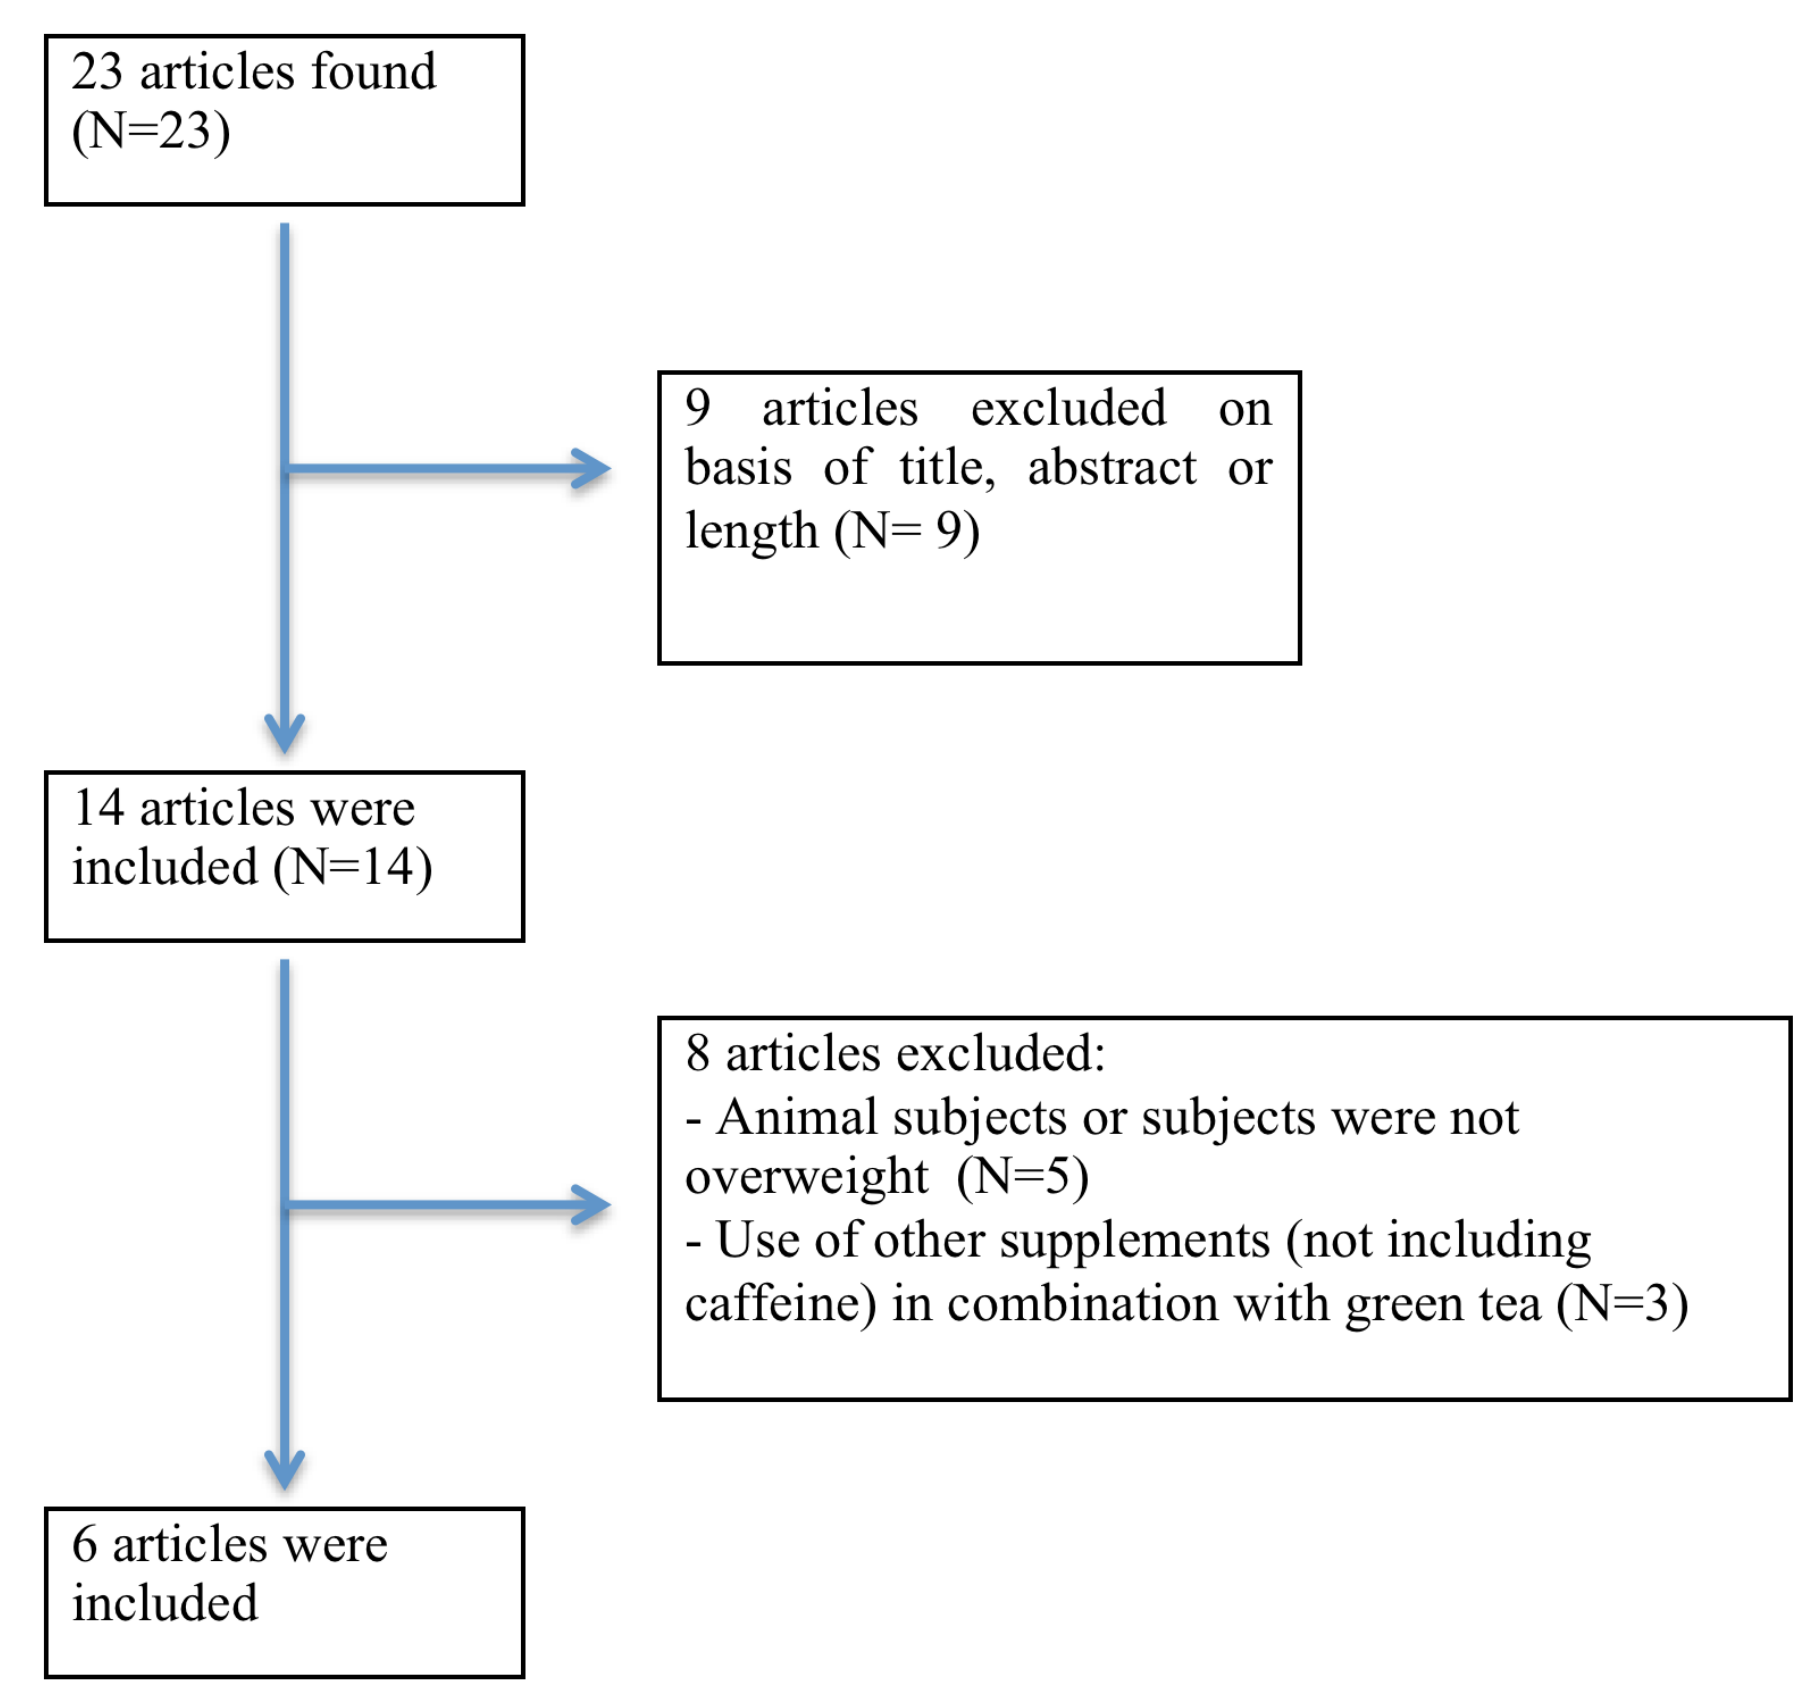 23 articles found
(N=23)
9 articles excluded on
basis of title, abstract or
length (N= 9)
14 articles were
included (N=14)
8 articles excluded:
- Animal subjects or subjects were not
overweight  (N=5)
- Use of other supplements (not including
caffeine) in combination with green tea (N=3)
6 articles were
included